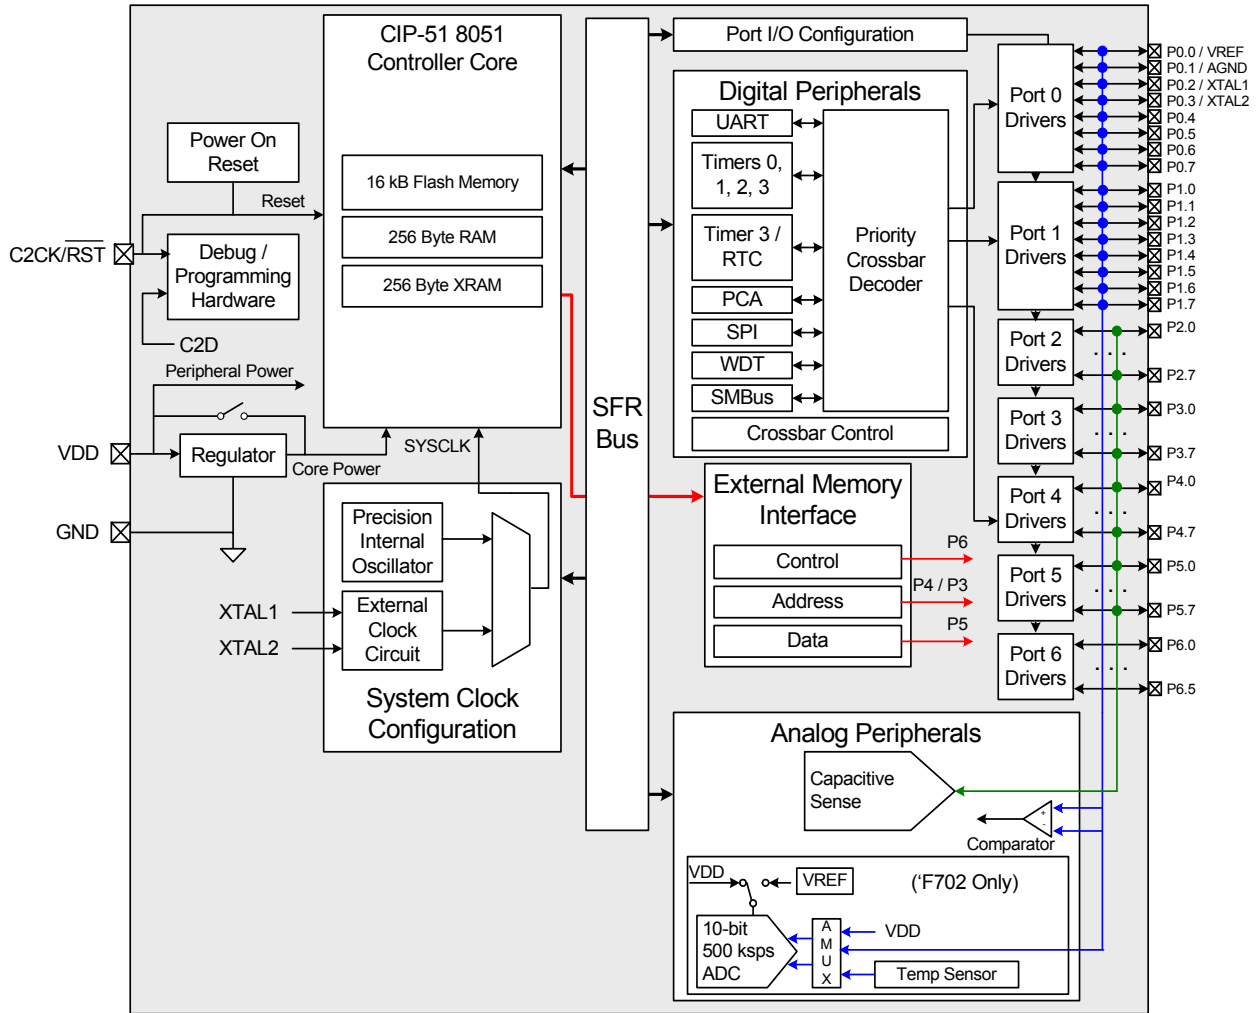 CIP-51 8051
Controller Core
16 kB Flash Memory
256 Byte RAM
256 Byte XRAM
Power On
Reset
Reset
C2CK/RST
Debug /
Programming
Hardware
C2D
Peripheral Power
VDD
Regulator
Core Power
SYSCLK
GND
Precision
Internal
Oscillator
XTAL1
XTAL2
External
Clock
Circuit
System Clock
Configuration
SFR
Bus
Port I/O Configuration
Digital Peripherals
UART
Timers 0,
1, 2, 3
Timer 3 /
RTC
PCA
SPI
WDT
SMBus
Priority
Crossbar
Decoder
Crossbar Control
External Memory
Interface
Control
Address
Data
P6
P4 / P3
P5
Port 0
Drivers
Port 1
Drivers
Port 2
Drivers
Port 3
Drivers
Port 4
Drivers
Port 5
Drivers
Port 6
Drivers
P0.0 / VREF
P0.1 / AGND
P0.2 / XTAL1
P0.3 / XTAL2
P0.4
P0.5
P0.6
P0.7
P1.0
P1.1
P1.2
P1.3
P1.4
P1.5
P1.6
P1.7
P2.0
. . .
P2.7
P3.0
. . .
P3.7
P4.0
. . .
P4.7
P5.0
. . .
P5.7
P6.0
. . .
P6.5
Analog Peripherals
Capacitive
Sense
+
-
Comparator
VDD
VREF
('F702 Only)
10-bit
500 ksps
ADC
A
M
U
X
VDD
Temp Sensor